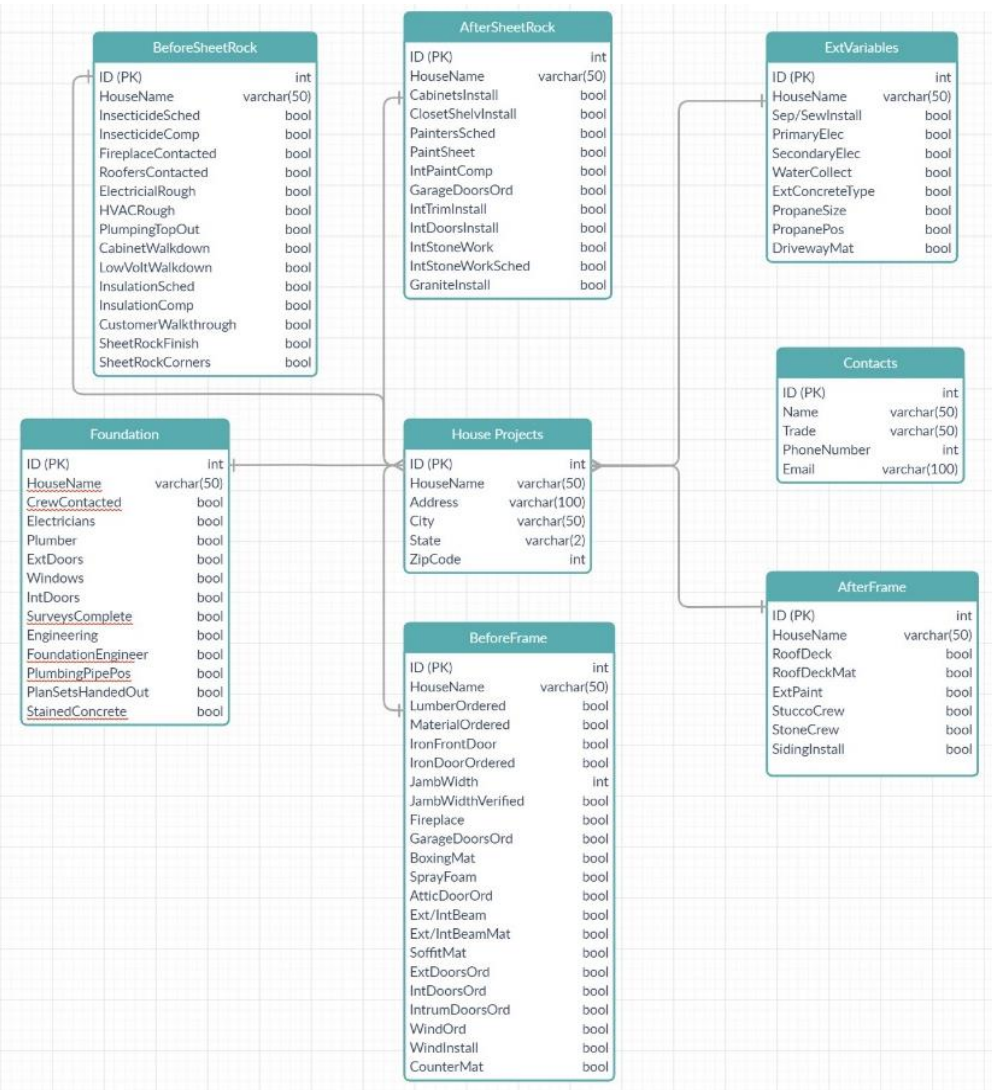 BeforeSheetRock
ID (PK) int
HouseName varchar(50)
InsecticideSched bool
InsecticideComp bool
FireplaceContacted bool
RoofersContacted bool
ElectricialRough bool
HVACRough bool
PlumpingTopOut bool
CabinetWalkdown bool
LowVoltWalkdown bool
InsulationSched bool
InsulationComp bool
CustomerWalkthrough bool
SheetRockFinish bool
SheetRockCorners bool
AfterSheetRock
ID (PK) int
HouseName varchar(50)
CabinetsInstall bool
ClosetShelvInstall bool
PaintersSched bool
PaintSheet bool
IntPaintComp bool
GarageDoorsOrd bool
IntTrimInstall bool
IntDoorsInstall bool
IntStoneWork bool
IntStoneWorkSched bool
GraniteInstall bool
ExtVariables
ID (PK) int
HouseName varchar(50)
Sep/SewInstall bool
PrimaryElec bool
SecondaryElec bool
WaterCollect bool
ExtConcreteType bool
PropaneSize bool
PropanePos bool
DrivewayMat bool
Contacts
ID (PK) int
Name varchar(50)
Trade varchar(50)
PhoneNumber int
Email varchar(100)
Foundation
ID (PK) int
HouseName varchar(50)
CrewContacted bool
Electricians bool
Plumber bool
ExtDoors bool
Windows bool
IntDoors bool
SurveysComplete bool
Engineering bool
FoundationEngineer bool
PlumbingPipePos bool
PlanSetsHandedOut bool
StainedConcrete bool
House Projects
ID (PK) int
HouseName varchar(50)
Address varchar(100)
City varchar(50)
State varchar(2)
ZipCode int
AfterFrame
ID (PK) int
HouseName varchar(50)
RoofDeck bool
RoofDeckMat bool
ExtPaint bool
StuccoCrew bool
StoneCrew bool
SidingInstall bool
BeforeFrame
ID (PK) int
HouseName varchar(50)
LumberOrdered bool
MaterialOrdered bool
IronFrontDoor bool
IronDoorOrdered bool
JambWidth int
JambWidthVerified bool
Fireplace bool
GarageDoorsOrd bool
BoxingMat bool
SprayFoam bool
AtticDoorOrd bool
Ext/IntBeam bool
Ext/IntBeamMat bool
SoffitMat bool
ExtDoorsOrd bool
IntDoorsOrd bool
IntrumDoorsOrd bool
WindOrd bool
WindInstall bool
CounterMat bool